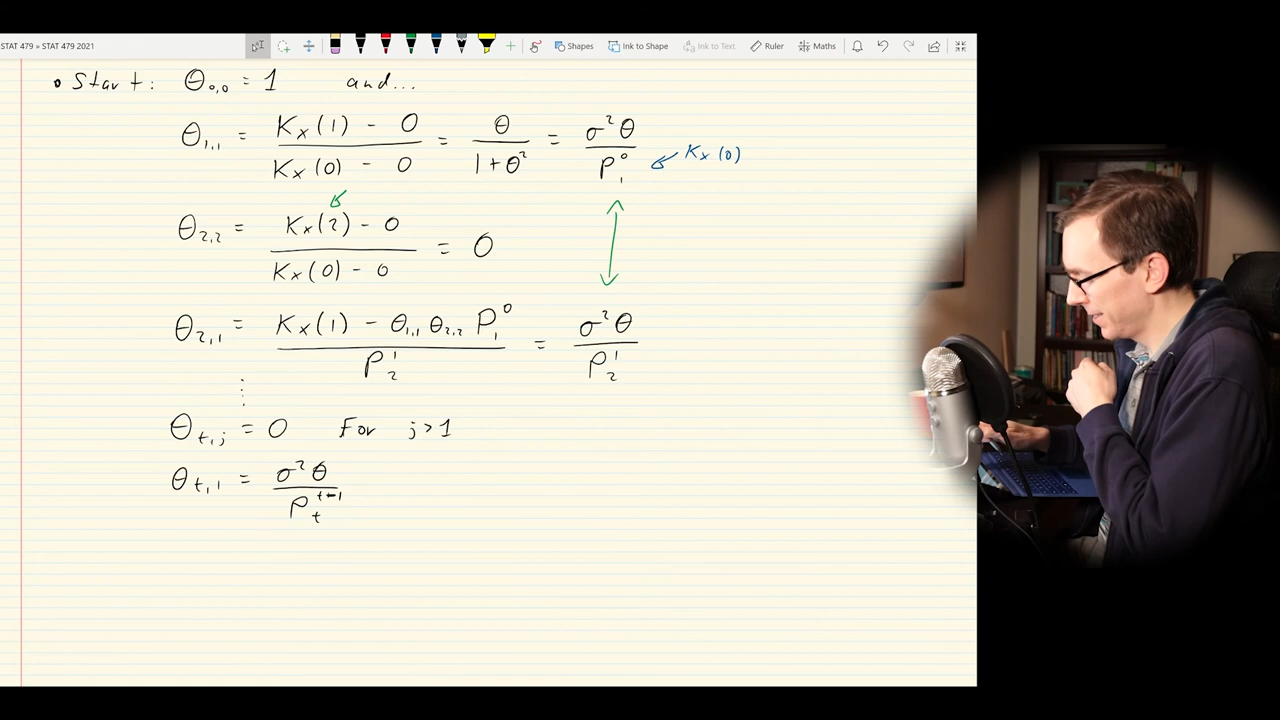 STAT 479 » STAT 479 2021
Shapes Ink to Shape Ink to Text Ruler Maths
• Start: Θ₀,₀ = 1 and...
Θ₁,₁ = (Kx(1) - 0)/(Kx(0) - 0) = θ/(1+θ²) = σ²θ/P₁⁰ Kx(0)
Θ₂,₂ = (Kx(2) - 0)/(Kx(0) - 0) = 0
Θ₂,₁ = (Kx(1) - Θ₁,₁ Θ₂,₂ P₁⁰)/P₂¹ = σ²θ/P₂¹
⋮
Θt,j = 0 For j>1
Θt,1 = σ²θ/Pₜᵗ⁻¹